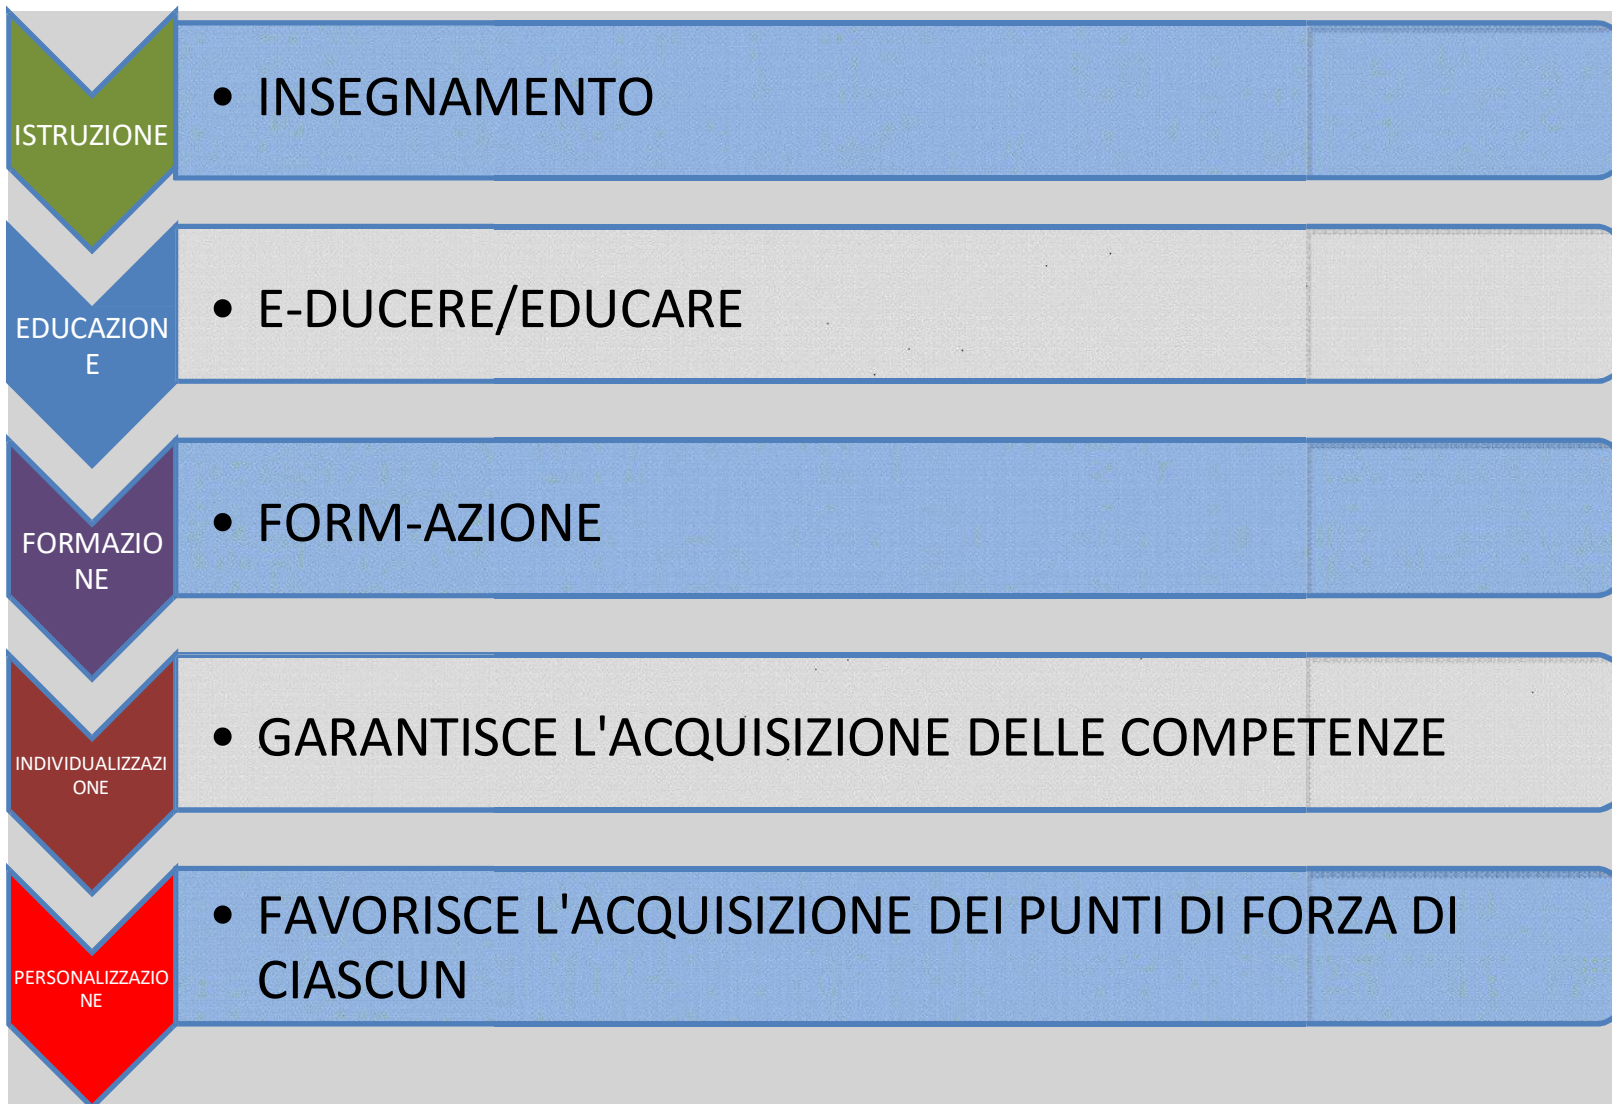 ISTRUZIONE
• INSEGNAMENTO
EDUCAZION
E
• E-DUCERE/EDUCARE
FORMAZIO
NE
• FORM-AZIONE
INDIVIDUALIZZAZI
ONE
• GARANTISCE L'ACQUISIZIONE DELLE COMPETENZE
PERSONALIZZAZIO
NE
• FAVORISCE L'ACQUISIZIONE DEI PUNTI DI FORZA DI
CIASCUN